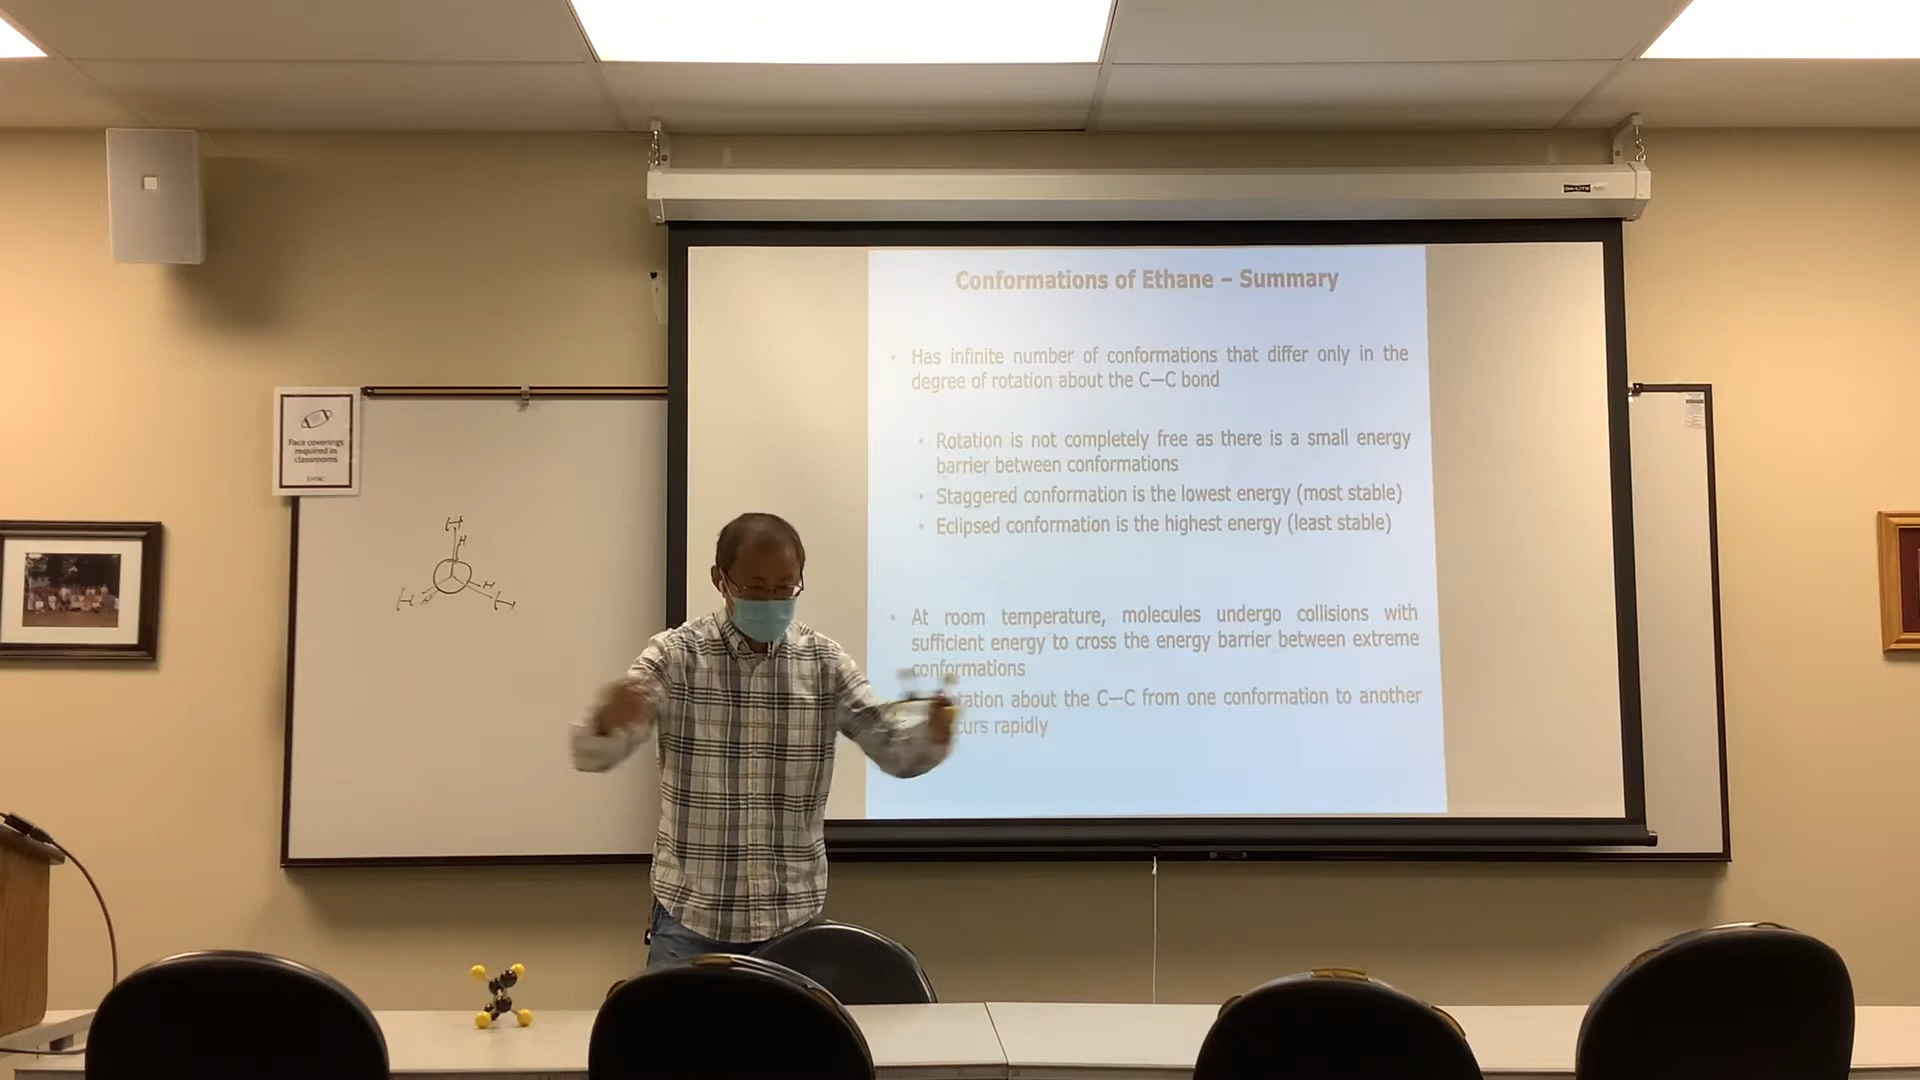 DA-LITE
Conformations of Ethane – Summary
Has infinite number of conformations that differ only in the
degree of rotation about the C—C bond
Rotation is not completely free as there is a small energy
barrier between conformations
Staggered conformation is the lowest energy (most stable)
Eclipsed conformation is the highest energy (least stable)
At room temperature, molecules undergo collisions with
sufficient energy to cross the energy barrier between extreme
conformations
about the C—C from one conformation to another
rapidly
Face coverings
required in
classrooms
H
H
H H
H H